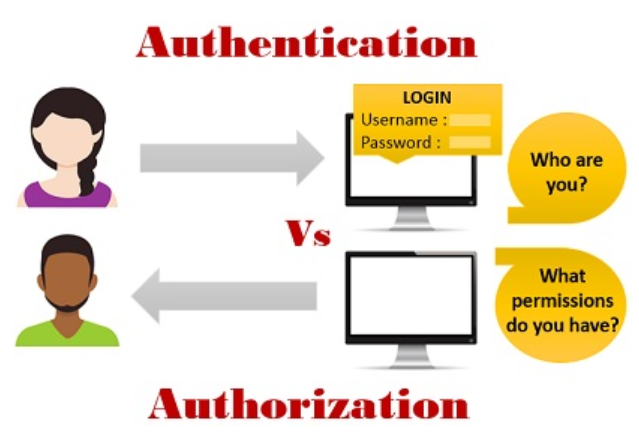 Authentication
LOGIN
Username :
Password :
Who are
you?
Vs
What
permissions
do you have?
Authorization